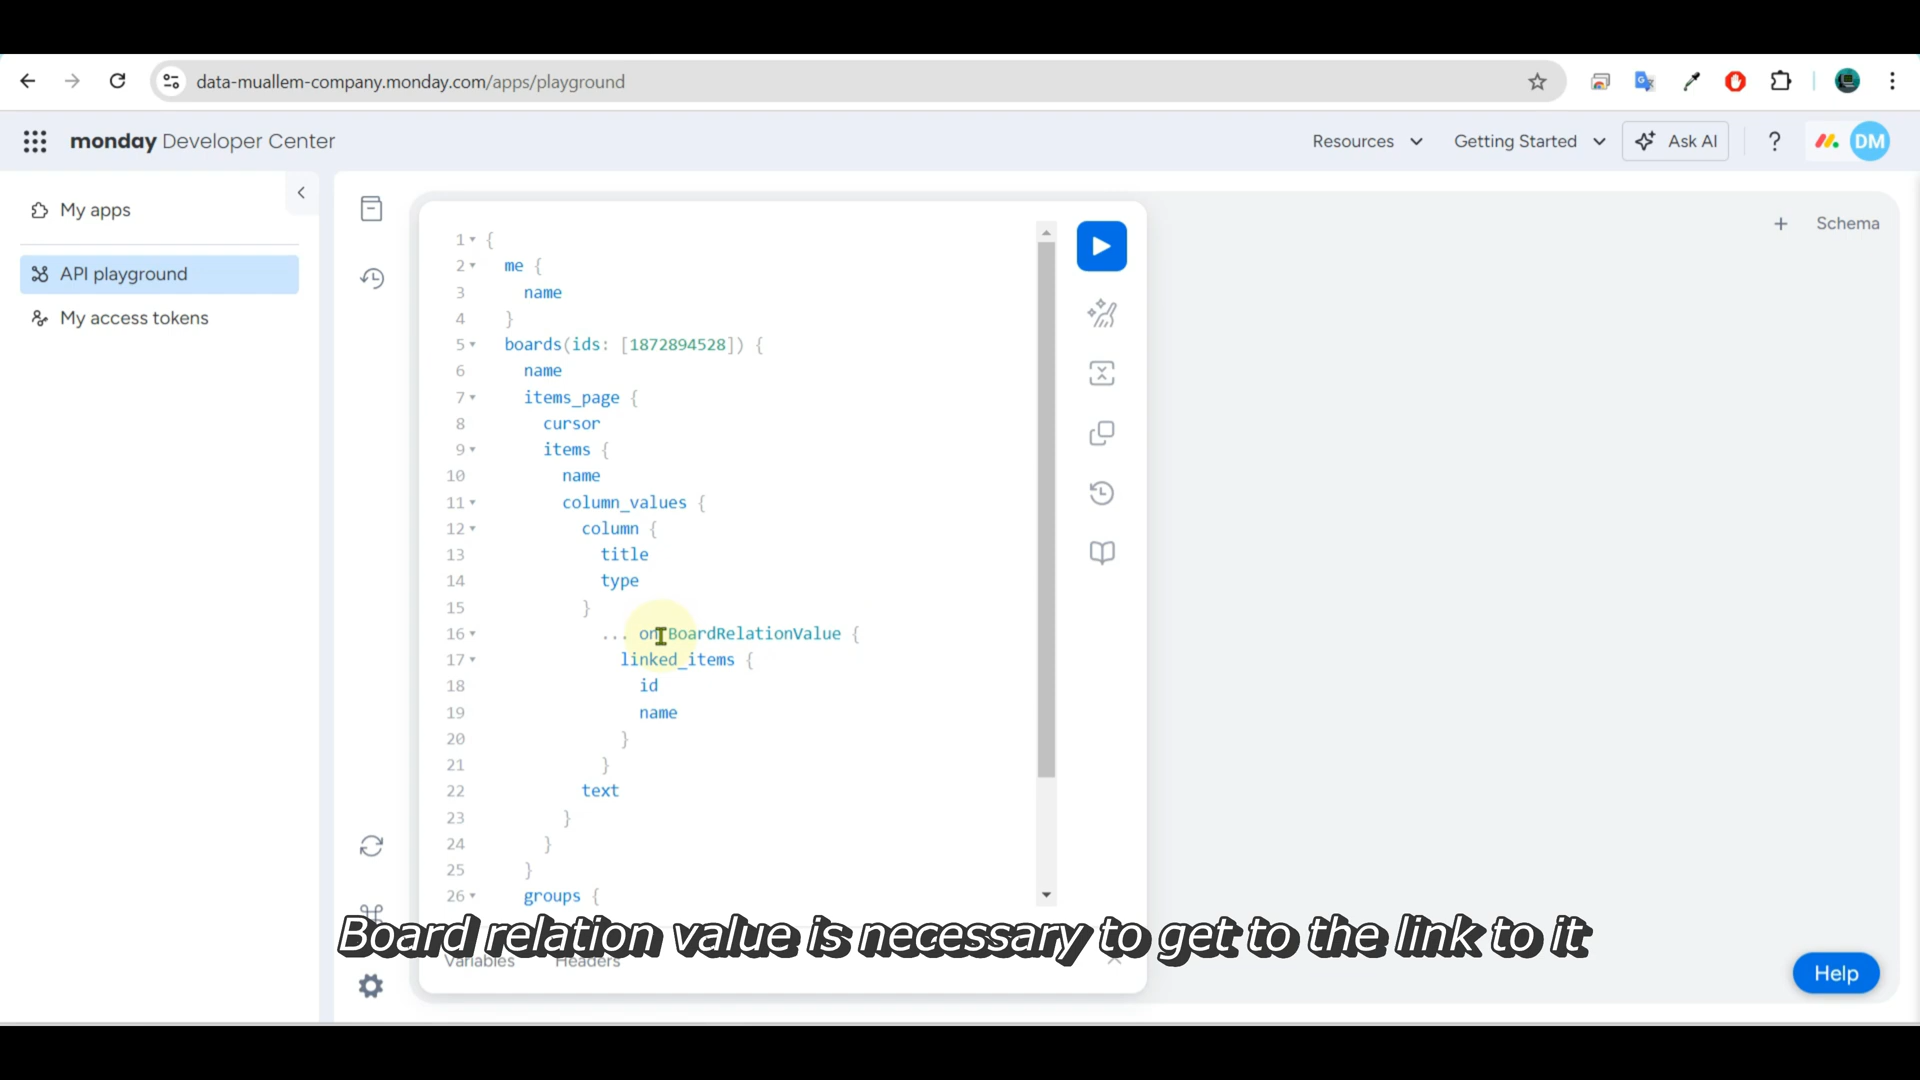 data-muallem-company.monday.com/apps/playground
monday Developer Center
Resources
Getting Started
Ask AI
?
DM
My apps
API playground
My access tokens
Schema
1 {
2 me {
3 name
4 }
5 boards(ids: [1872894528]) {
6 name
7 items_page {
8 cursor
9 items {
10 name
11 column_values {
12 column {
13 title
14 type
15 }
16 ... on BoardRelationValue {
17 linked_items {
18 id
19 name
20 }
21 }
22 text
23 }
24 }
25 }
26 groups {
Board relation value is necessary to get to the link to it
Variables Headers
Help